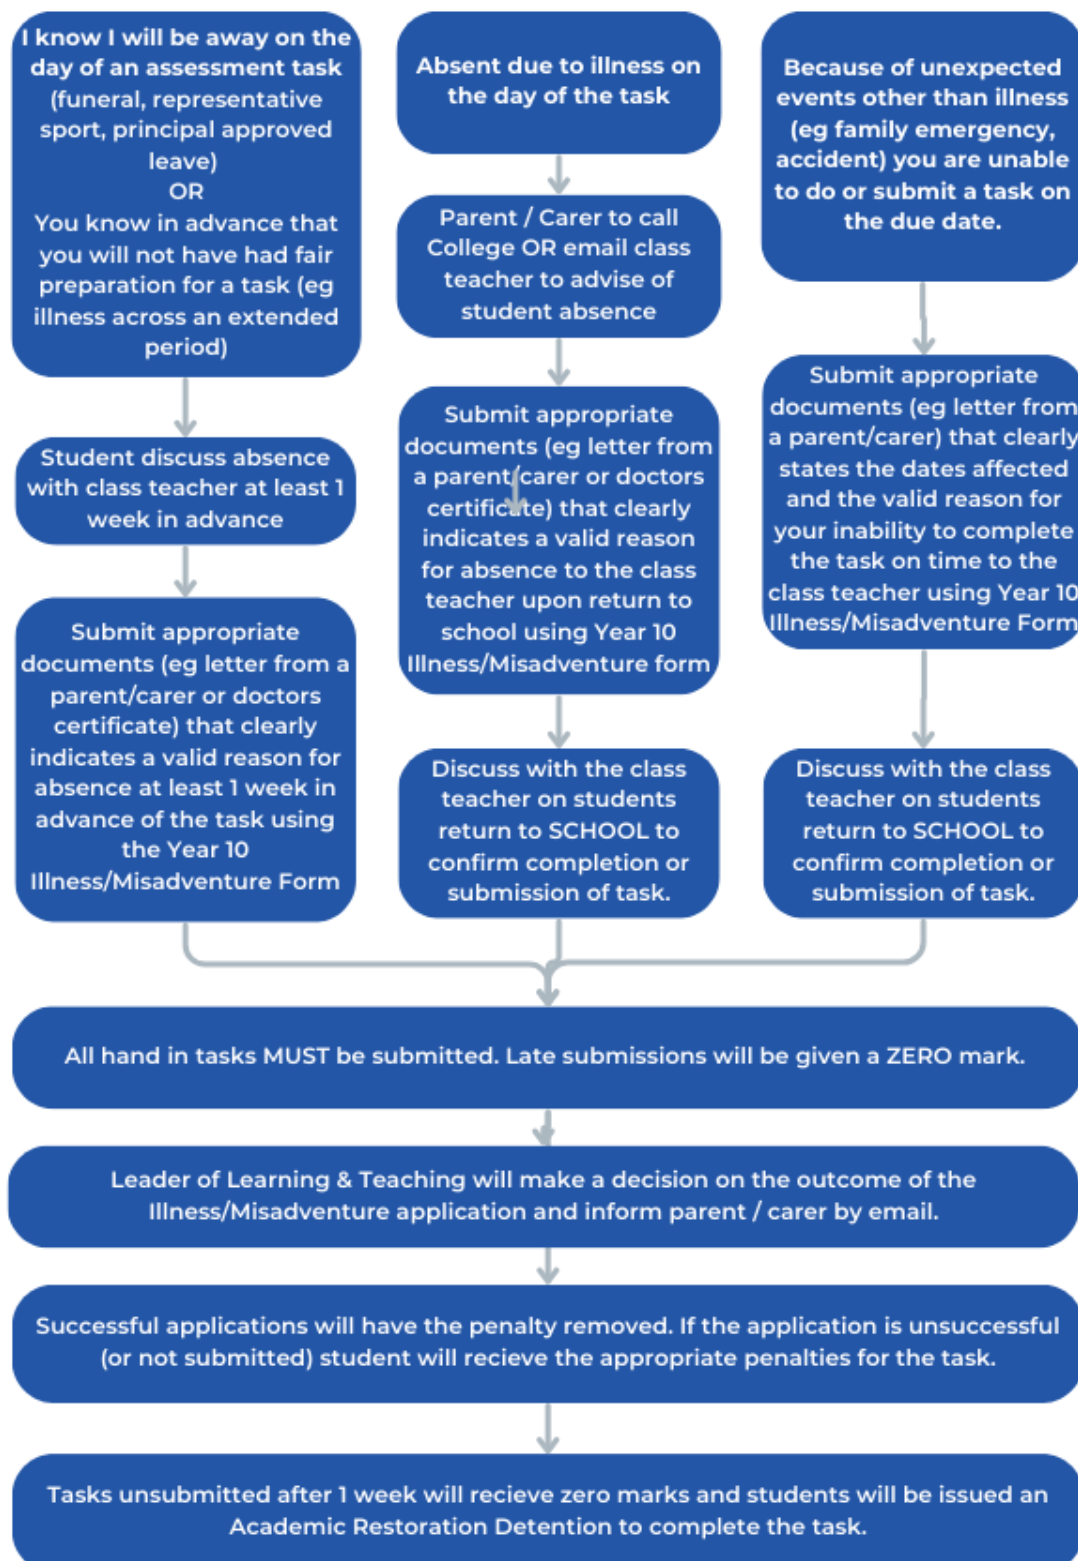 I know I will be away on the
day of an assessment task
(funeral, representative
sport, principal approved
leave)
OR
You know in advance that
you will not have had fair
preparation for a task (eg
illness across an extended
period)
Student discuss absence
with class teacher at least 1
week in advance
Submit appropriate
documents (eg letter from a
parent/carer or doctors
certificate) that clearly
indicates a valid reason for
absence at least 1 week in
advance of the task using
the Year 10
Illness/Misadventure Form
Absent due to illness on
the day of the task
Parent / Carer to call
College OR email class
teacher to advise of
student absence
Submit appropriate
documents (eg letter from
a parent/carer or doctors
certificate) that clearly
indicates a valid reason
for absence to the class
teacher upon return to
school using Year 10
Illness/Misadventure form
Discuss with the class
teacher on students
return to SCHOOL to
confirm completion or
submission of task.
Because of unexpected
events other than illness
(eg family emergency,
accident) you are unable
to do or submit a task on
the due date.
Submit appropriate
documents (eg letter from
a parent/carer) that clearly
states the dates affected
and the valid reason for
your inability to complete
the task on time to the
class teacher using Year 10
Illness/Misadventure Form
Discuss with the class
teacher on students
return to SCHOOL to
confirm completion or
submission of task.
All hand in tasks MUST be submitted. Late submissions will be given a ZERO mark.
Leader of Learning & Teaching will make a decision on the outcome of the
Illness/Misadventure application and inform parent / carer by email.
Successful applications will have the penalty removed. If the application is unsuccessful
(or not submitted) student will recieve the appropriate penalties for the task.
Tasks unsubmitted after 1 week will recieve zero marks and students will be issued an
Academic Restoration Detention to complete the task.